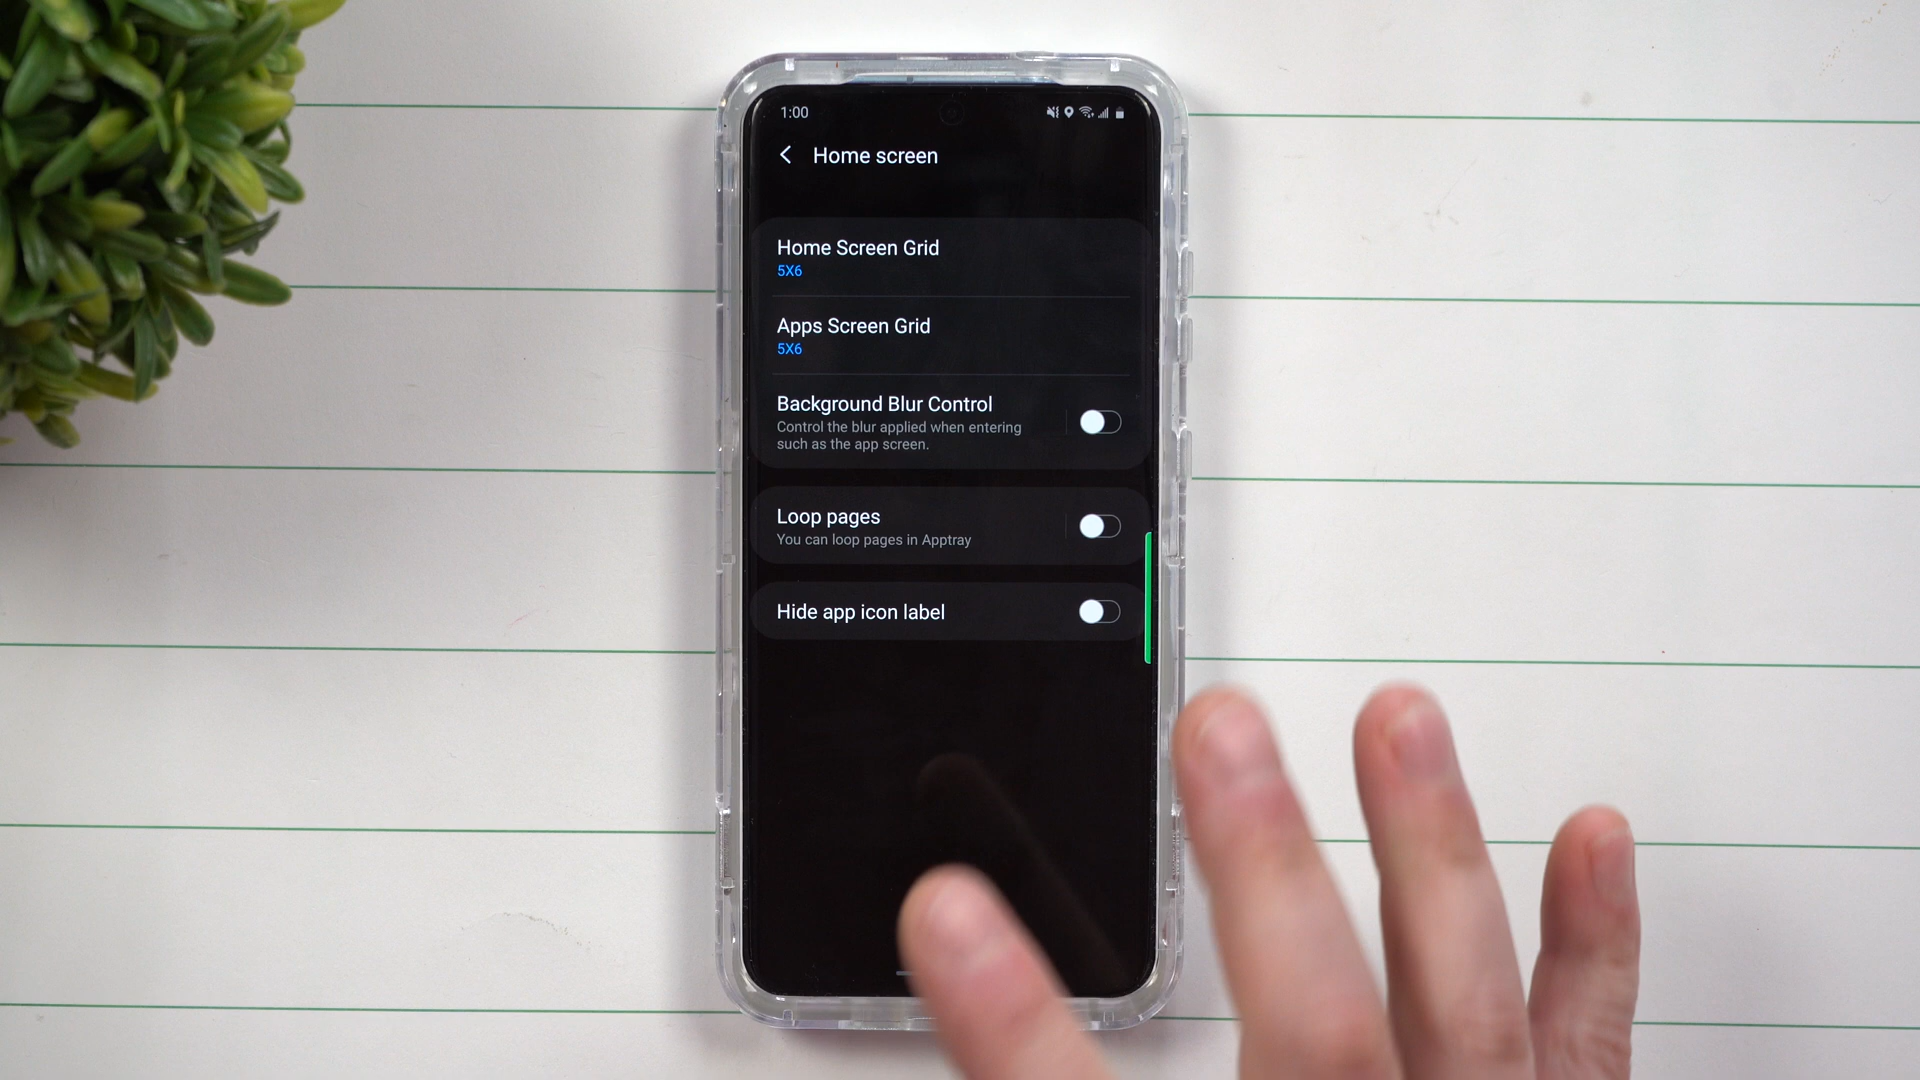 1:00
Home screen
Home Screen Grid
5X6
Apps Screen Grid
5X6
Background Blur Control
Control the blur applied when entering
such as the app screen.
Loop pages
You can loop pages in Apptray
Hide app icon label